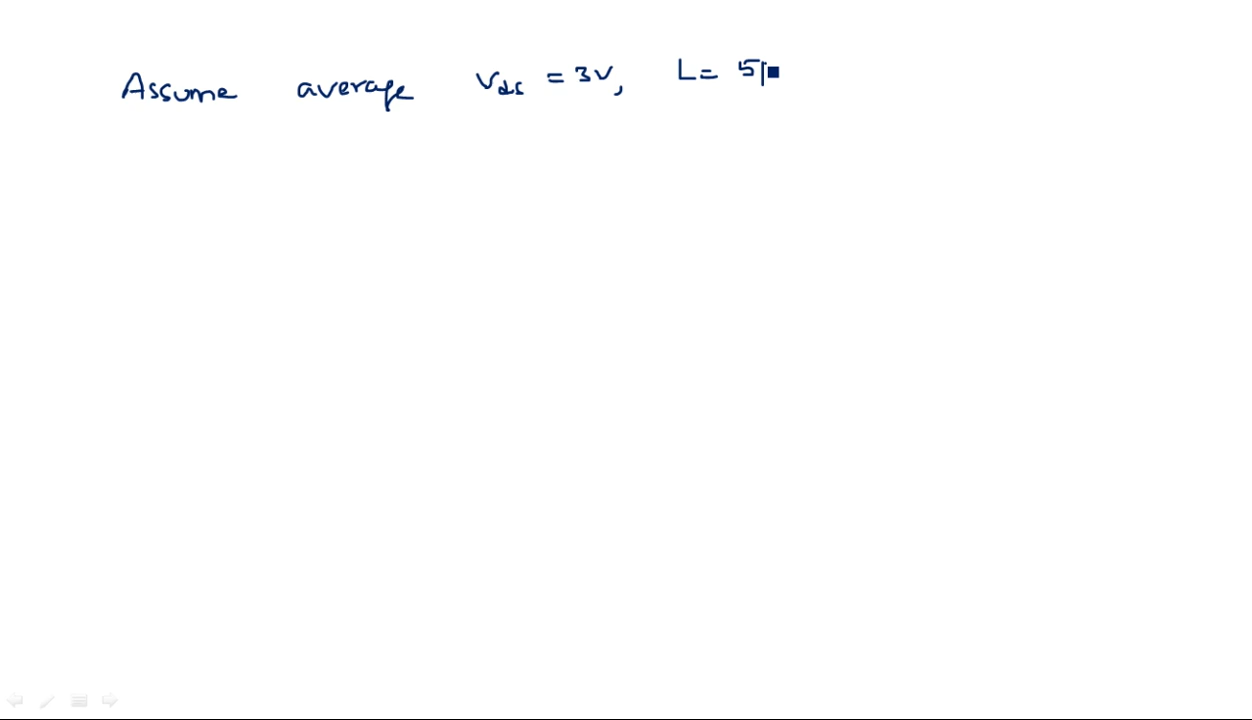 Assume average Vds = 3V, L= 5